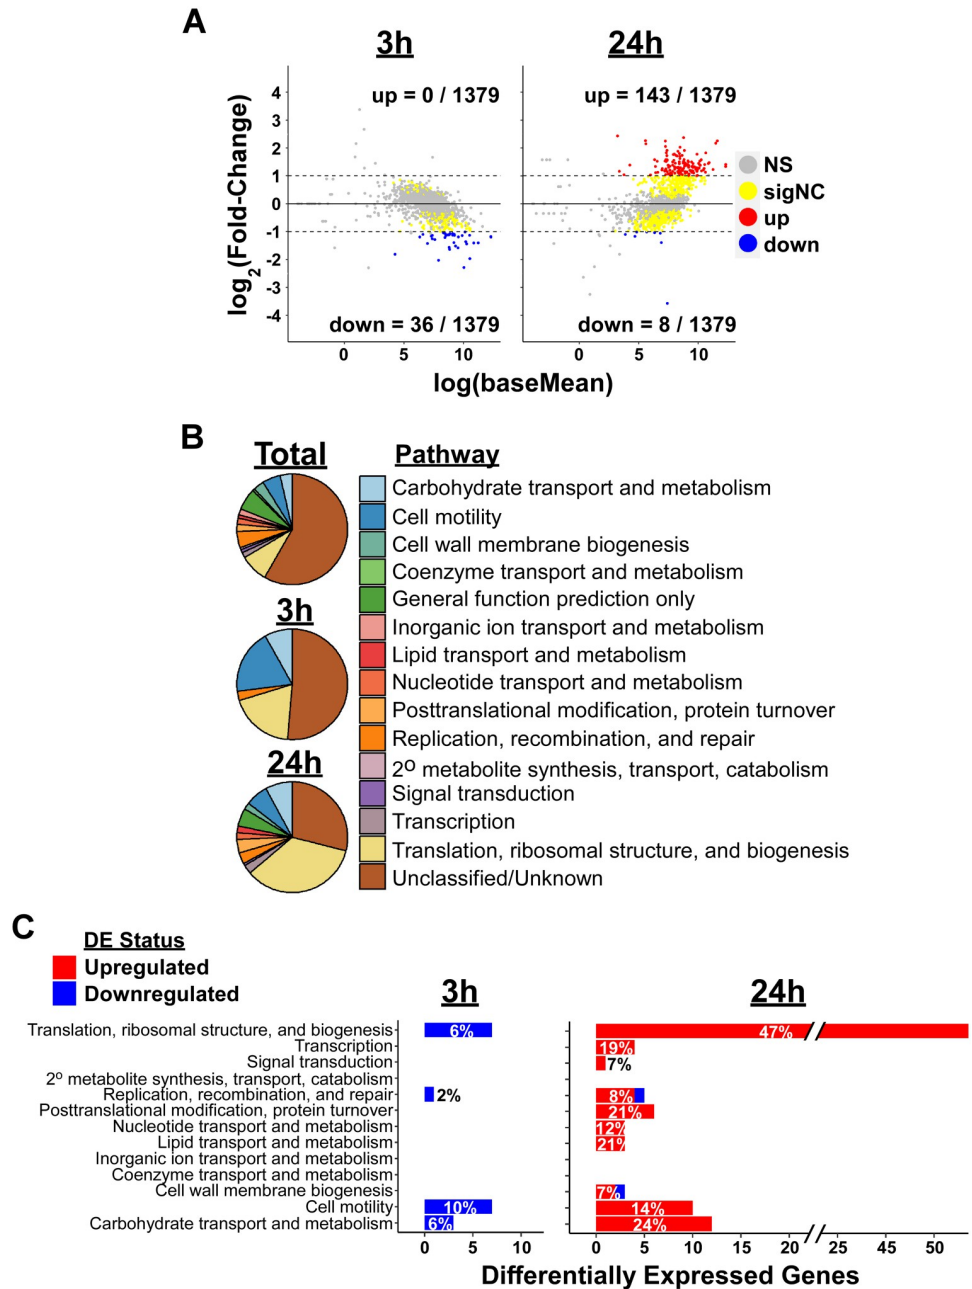 A
3h
24h
log2(Fold-Change)
4
3
2
1
0
-1
-2
-3
-4
up = 0 / 1379
down = 36 / 1379
up = 143 / 1379
down = 8 / 1379
NS
sigNC
up
down
0 5 10
0 5 10
log(baseMean)
B
Total
3h
24h
Pathway
Carbohydrate transport and metabolism
Cell motility
Cell wall membrane biogenesis
Coenzyme transport and metabolism
General function prediction only
Inorganic ion transport and metabolism
Lipid transport and metabolism
Nucleotide transport and metabolism
Posttranslational modification, protein turnover
Replication, recombination, and repair
2º metabolite synthesis, transport, catabolism
Signal transduction
Transcription
Translation, ribosomal structure, and biogenesis
Unclassified/Unknown
C
DE Status
Upregulated
Downregulated
3h
24h
Translation, ribosomal structure, and biogenesis 6% 47%
Transcription 19%
Signal transduction 7%
2º metabolite synthesis, transport, catabolism
Replication, recombination, and repair 2% 8%
Posttranslational modification, protein turnover 21%
Nucleotide transport and metabolism 12%
Lipid transport and metabolism 21%
Inorganic ion transport and metabolism
Coenzyme transport and metabolism
Cell wall membrane biogenesis 7%
Cell motility 10% 14%
Carbohydrate transport and metabolism 6% 24%
0 5 10
0 5 10 15 20 25 45 50
Differentially Expressed Genes